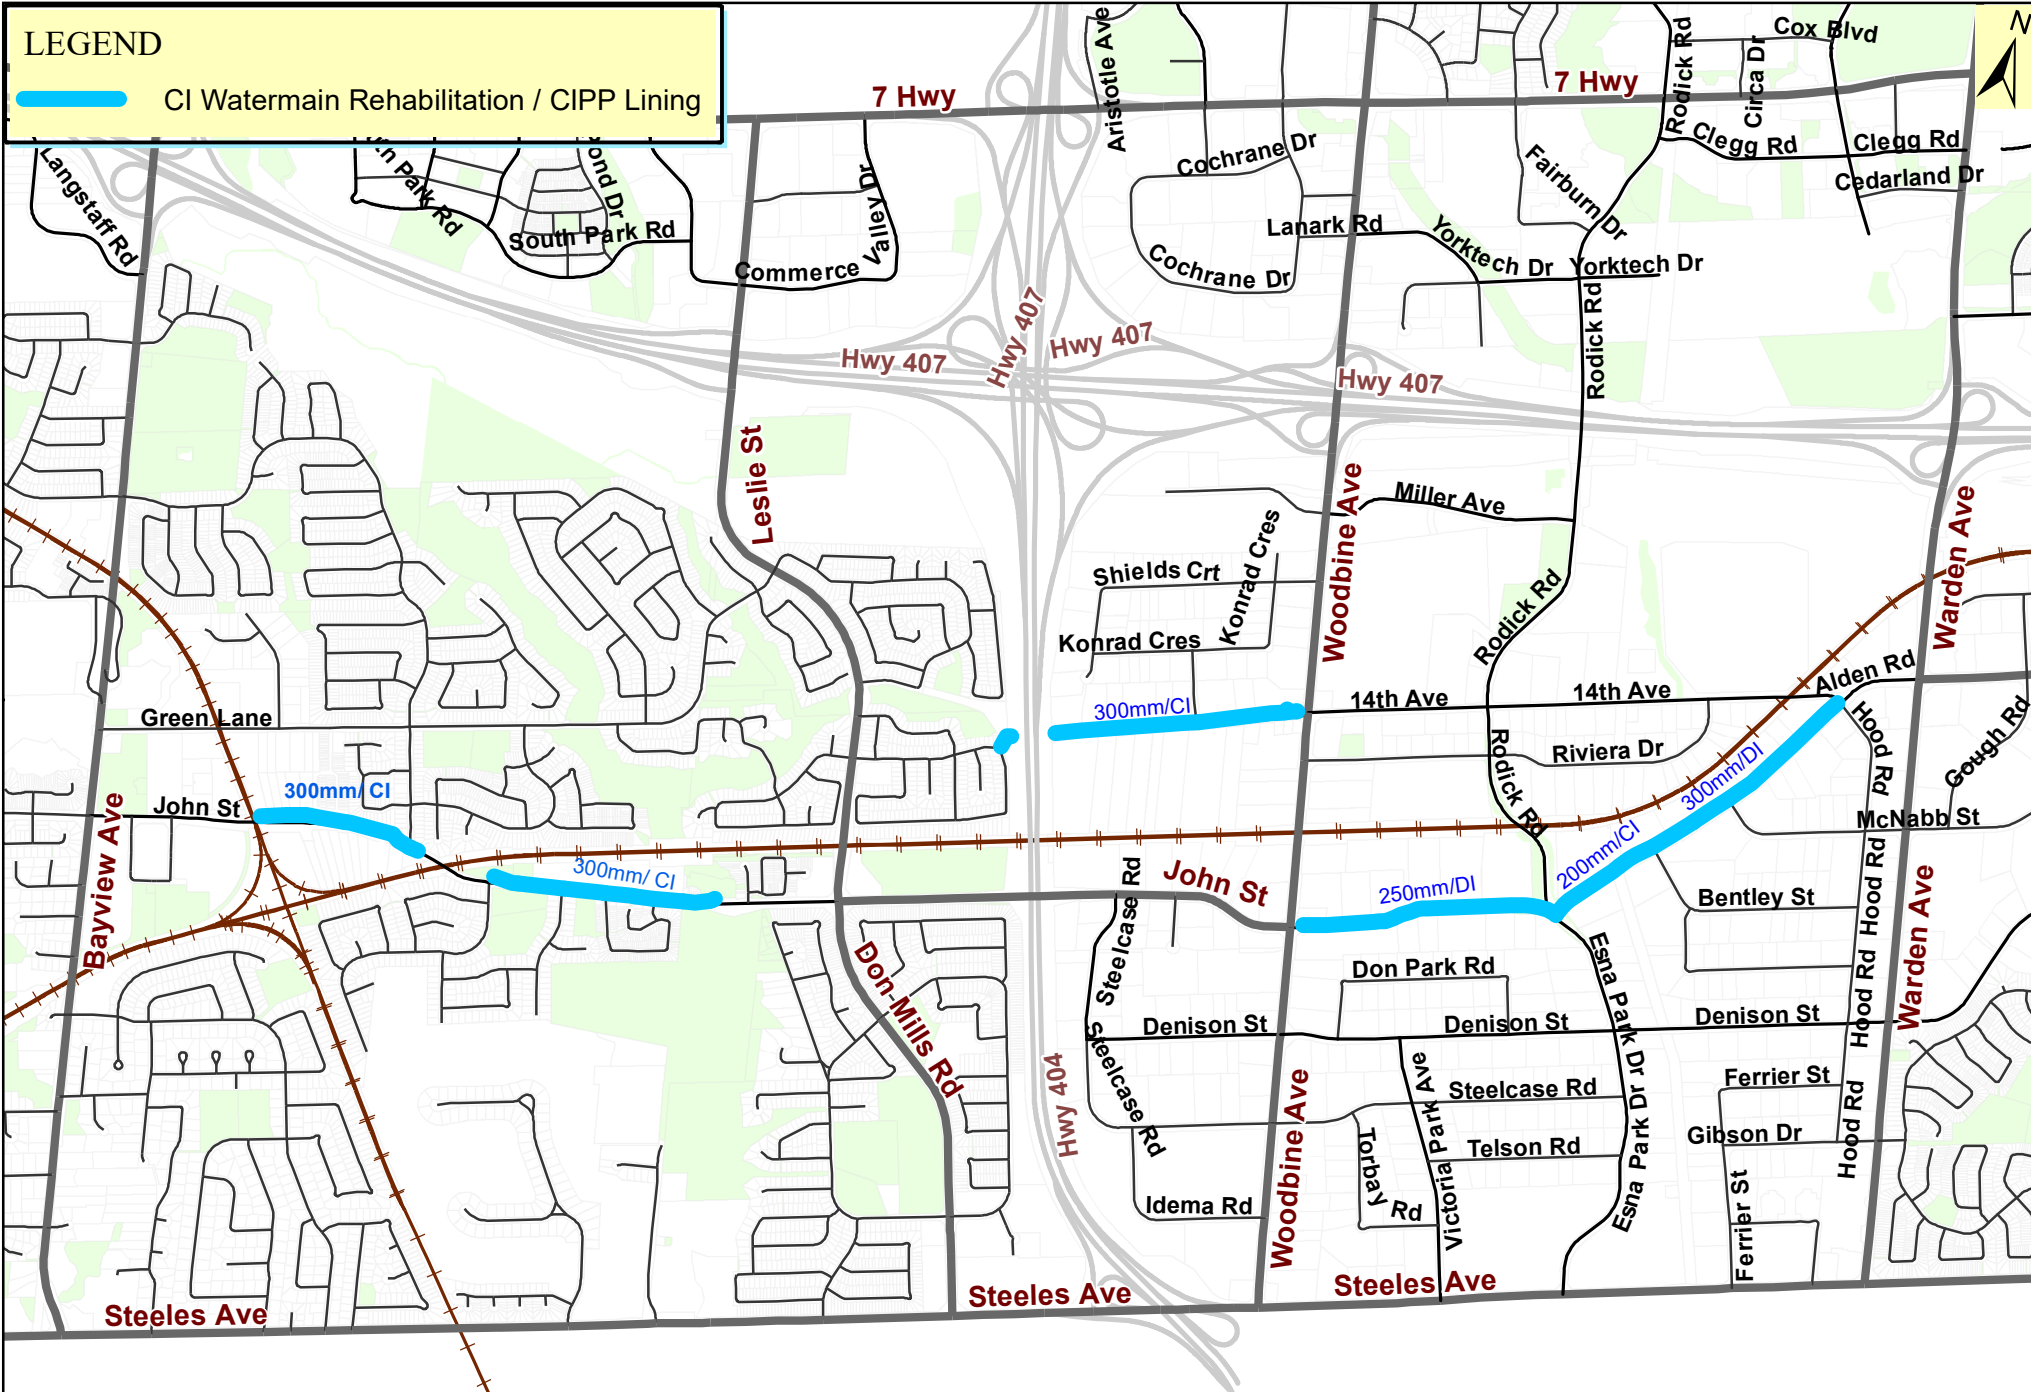 LEGEND
CI Watermain Rehabilitation / CIPP Lining
N
7 Hwy
7 Hwy
Aristotle Ave
Rodick Rd
Circa Dr
Cox Blvd
Clegg Rd
Clegg Rd
Cedarland Dr
Langstaff Rd
Park Rd
South Park Rd
Commerce
Valley Dr
Cochrane Dr
Cochrane Dr
Lanark Rd
Fairburn Dr
Yorktech Dr
Yorktech Dr
Rodick Rd
Hwy 407
Hwy 407
Hwy 407
Hwy 407
Leslie St
Miller Ave
Woodbine Ave
Warden Ave
Shields Crt
Konrad Cres
Konrad Cres
Rodick Rd
Green Lane
300mm/CI
14th Ave
14th Ave
Alden Rd
Riviera Dr
Rodick Rd
Hood Rd
Gough Rd
John St
300mm/ CI
300mm/DI
McNabb St
Bayview Ave
300mm/ CI
200mm/CI
John St
250mm/DI
Bentley St
Hood Rd
Steelcase Rd
Don Mills Rd
Don Park Rd
Esna Park Dr
Hood Rd
Warden Ave
Denison St
Denison St
Denison St
Steelcase Rd
Hwy 404
Woodbine Ave
Victoria Park Ave
Steelcase Rd
Ferrier St
Gibson Dr
Hood Rd
Telson Rd
Torbay Rd
Esna Park Dr
Idema Rd
Ferrier St
Steeles Ave
Steeles Ave
Steeles Ave